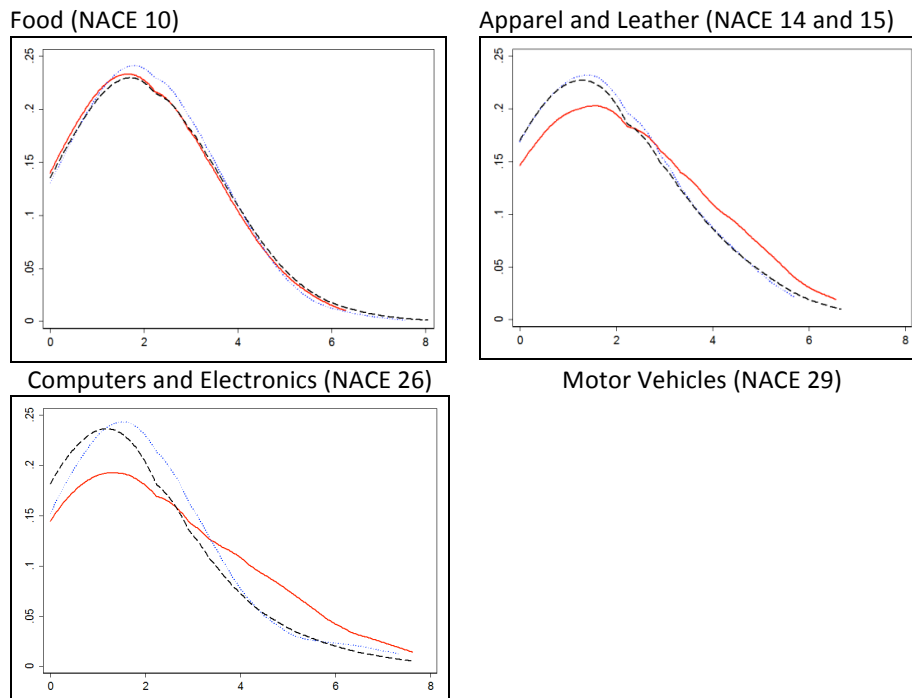 Food (NACE 10)
Apparel and Leather (NACE 14 and 15)
.25
.2
.15
.1
.05
0
0 2 4 6 8
.25
.2
.15
.1
.05
0
0 2 4 6 8
Computers and Electronics (NACE 26)
Motor Vehicles (NACE 29)
.25
.2
.15
.1
.05
0
0 2 4 6 8